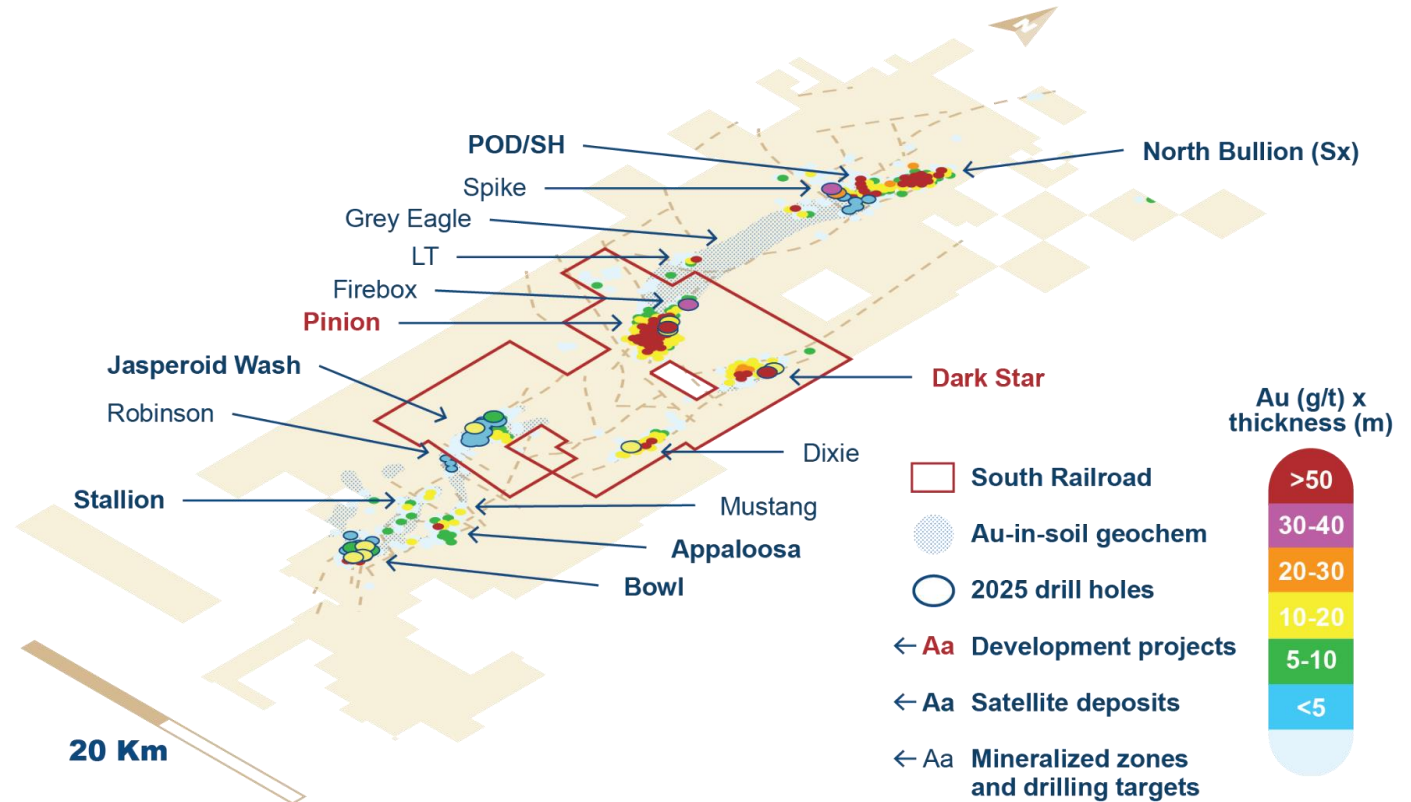 N
POD/SH
North Bullion (Sx)
Spike
Grey Eagle
LT
Firebox
Pinion
Jasperoid Wash
Dark Star
Robinson
Dixie
Stallion
Mustang
Appaloosa
Bowl
20 Km
South Railroad
Au-in-soil geochem
2025 drill holes
←Aa Development projects
←Aa Satellite deposits
←Aa Mineralized zones
and drilling targets
Au (g/t) x
thickness (m)
>50
30-40
20-30
10-20
5-10
<5